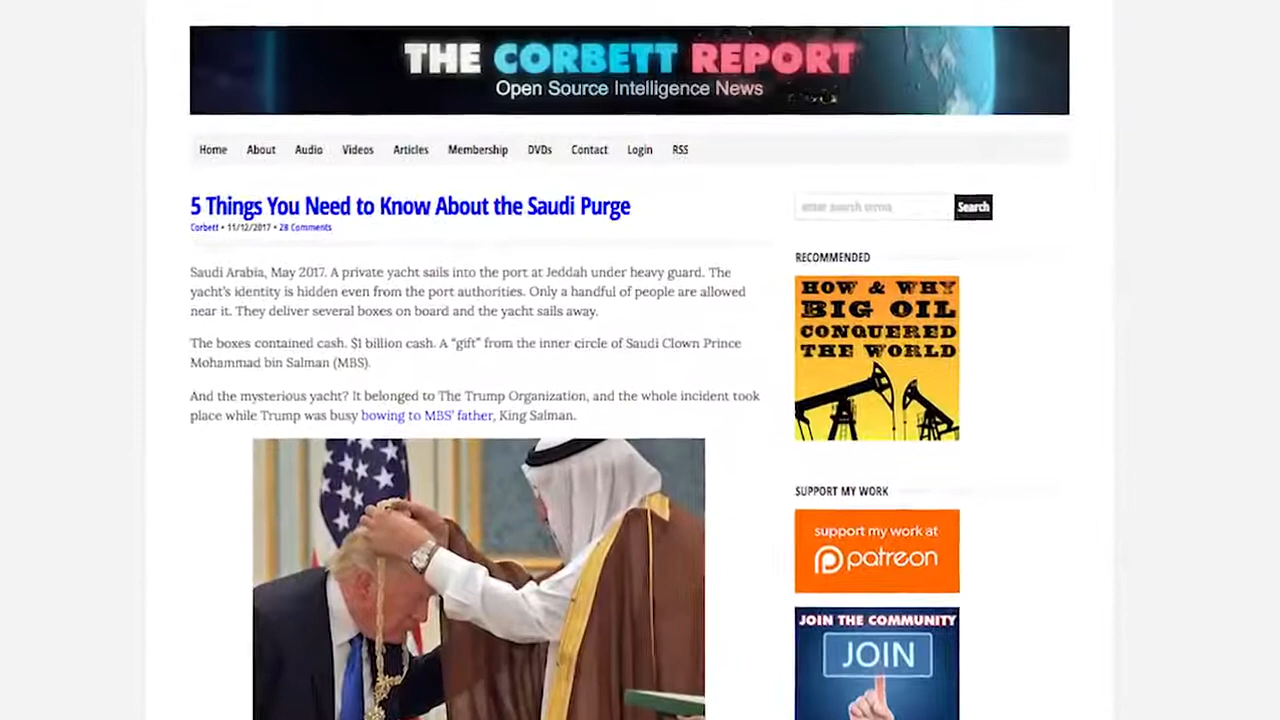 THE CORBETT REPORT
Open Source Intelligence News
Home About Audio Videos Articles Membership DVDs Contact Login RSS
5 Things You Need to Know About the Saudi Purge
Corbett • 11/12/2017 • 28 Comments
Saudi Arabia, May 2017. A private yacht sails into the port at Jeddah under heavy guard. The
yacht's identity is hidden even from the port authorities. Only a handful of people are allowed
near it. They deliver several boxes on board and the yacht sails away.
The boxes contained cash. $1 billion cash. A “gift” from the inner circle of Saudi Clown Prince
Mohammad bin Salman (MBS).
And the mysterious yacht? It belonged to The Trump Organization, and the whole incident took
place while Trump was busy bowing to MBS' father, King Salman.
enter search terms
Search
RECOMMENDED
HOW & WHY
BIG OIL
CONQUERED
THE WORLD
SUPPORT MY WORK
support my work at
patreon
JOIN THE COMMUNITY
JOIN